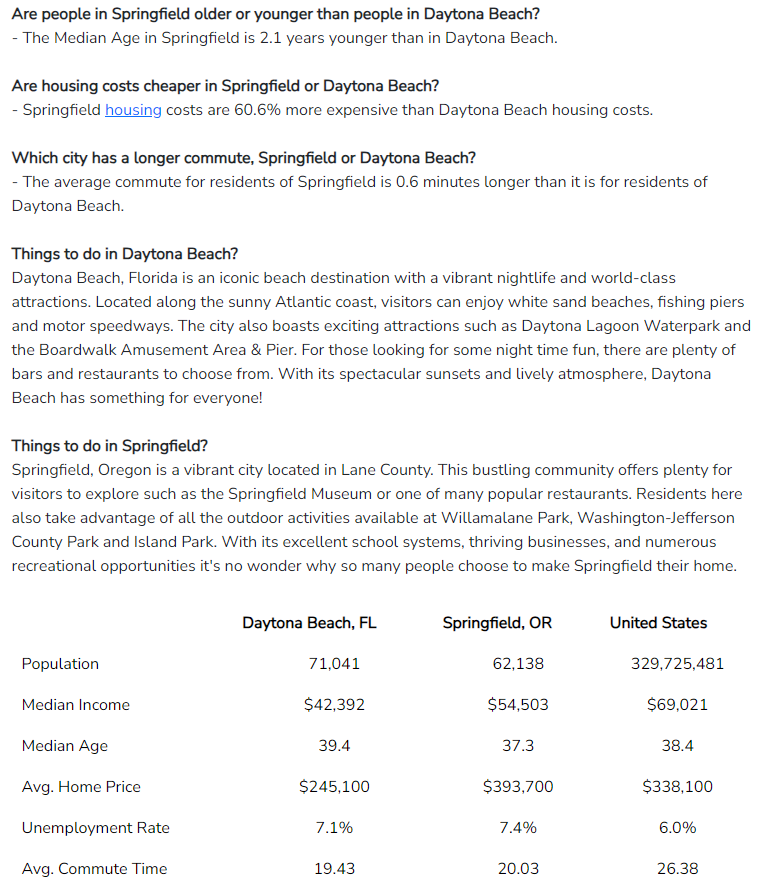 Are people in Springfield older or younger than people in Daytona Beach?
- The Median Age in Springfield is 2.1 years younger than in Daytona Beach.
Are housing costs cheaper in Springfield or Daytona Beach?
- Springfield housing costs are 60.6% more expensive than Daytona Beach housing costs.
Which city has a longer commute, Springfield or Daytona Beach?
- The average commute for residents of Springfield is 0.6 minutes longer than it is for residents of
Daytona Beach.
Things to do in Daytona Beach?
Daytona Beach, Florida is an iconic beach destination with a vibrant nightlife and world-class
attractions. Located along the sunny Atlantic coast, visitors can enjoy white sand beaches, fishing piers
and motor speedways. The city also boasts exciting attractions such as Daytona Lagoon Waterpark and
the Boardwalk Amusement Area & Pier. For those looking for some night time fun, there are plenty of
bars and restaurants to choose from. With its spectacular sunsets and lively atmosphere, Daytona
Beach has something for everyone!
Things to do in Springfield?
Springfield, Oregon is a vibrant city located in Lane County. This bustling community offers plenty for
visitors to explore such as the Springfield Museum or one of many popular restaurants. Residents here
also take advantage of all the outdoor activities available at Willamalane Park, Washington-Jefferson
County Park and Island Park. With its excellent school systems, thriving businesses, and numerous
recreational opportunities it's no wonder why so many people choose to make Springfield their home.
Daytona Beach, FL Springfield, OR United States
Population 71,041 62,138 329,725,481
Median Income $42,392 $54,503 $69,021
Median Age 39.4 37.3 38.4
Avg. Home Price $245,100 $393,700 $338,100
Unemployment Rate 7.1% 7.4% 6.0%
Avg. Commute Time 19.43 20.03 26.38